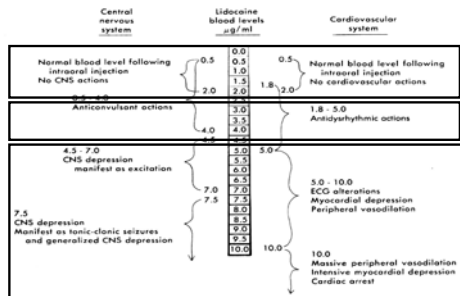 Central
nervous
system
Lidocaine
blood levels
μg/ml
Cardiovascular
system
0.5
Normal blood level following
intraoral injection
No CNS actions
2.0
Anticonvulsant actions
4.0
4.5 - 7.0
CNS depression
manifest as excitation
7.0
7.5
7.5
CNS depression
Manifest as tonic-clonic seizures
and generalized CNS depression
0.0
0.5
1.0
1.5
2.0
3.0
3.5
4.0
5.0
5.5
6.0
6.5
7.0
7.5
8.0
8.5
9.0
9.5
10.0
0.5
Normal blood level following
intraoral injection
No cardiovascular actions
1.8
2.0
1.8 - 5.0
Antidysrhythmic actions
5.0
5.0 - 10.0
ECG alterations
Myocardial depression
Peripheral vasodilation
10.0
10.0
Massive peripheral vasodilation
Intensive myocardial depression
Cardiac arrest